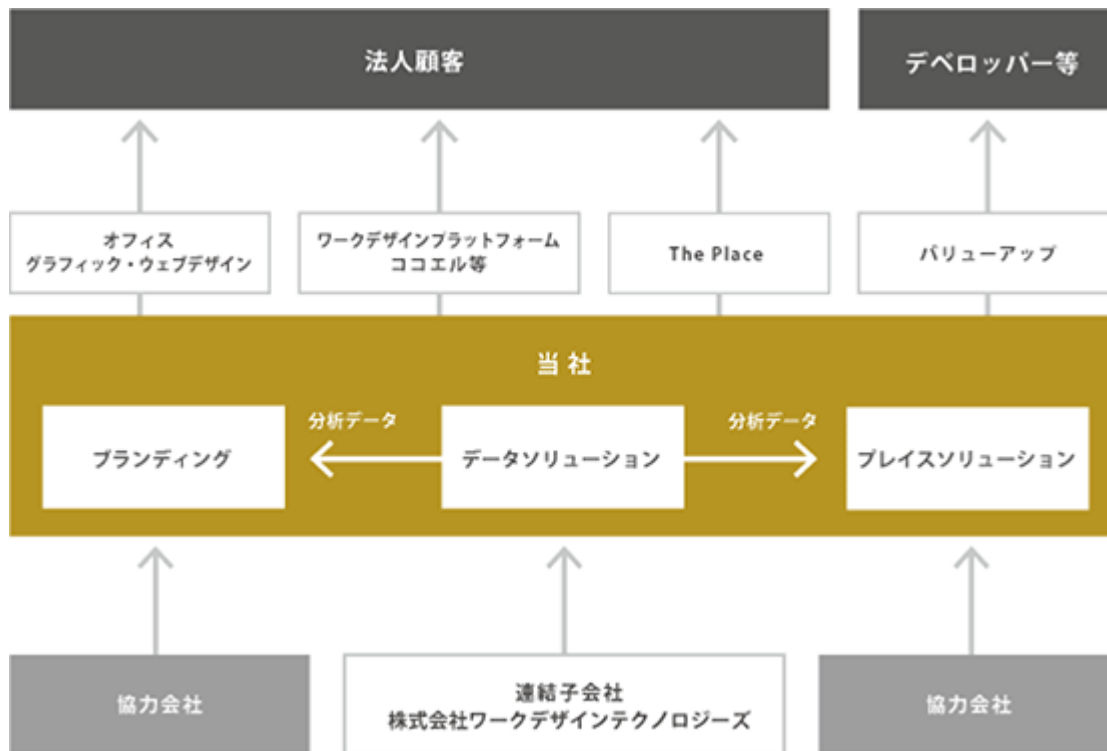 法人顧客
デベロッパー等
オフィス
グラフィック・ウェブデザイン
ワークデザインプラットフォーム
ココエル等
The Place
バリューアップ
当社
ブランディング
分析データ
データソリューション
分析データ
プレイスソリューション
協力会社
連結子会社
株式会社ワークデザインテクノロジーズ
協力会社